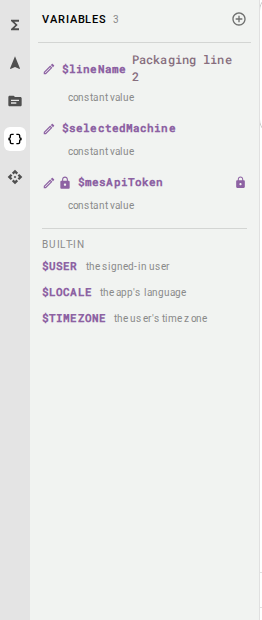 VARIABLES 3
$lineName Packaging line
2
constant value
$selectedMachine
constant value
$mesApiToken
constant value
BUILT-IN
$USER the signed-in user
$LOCALE the app's language
$TIMEZONE the user's time zone